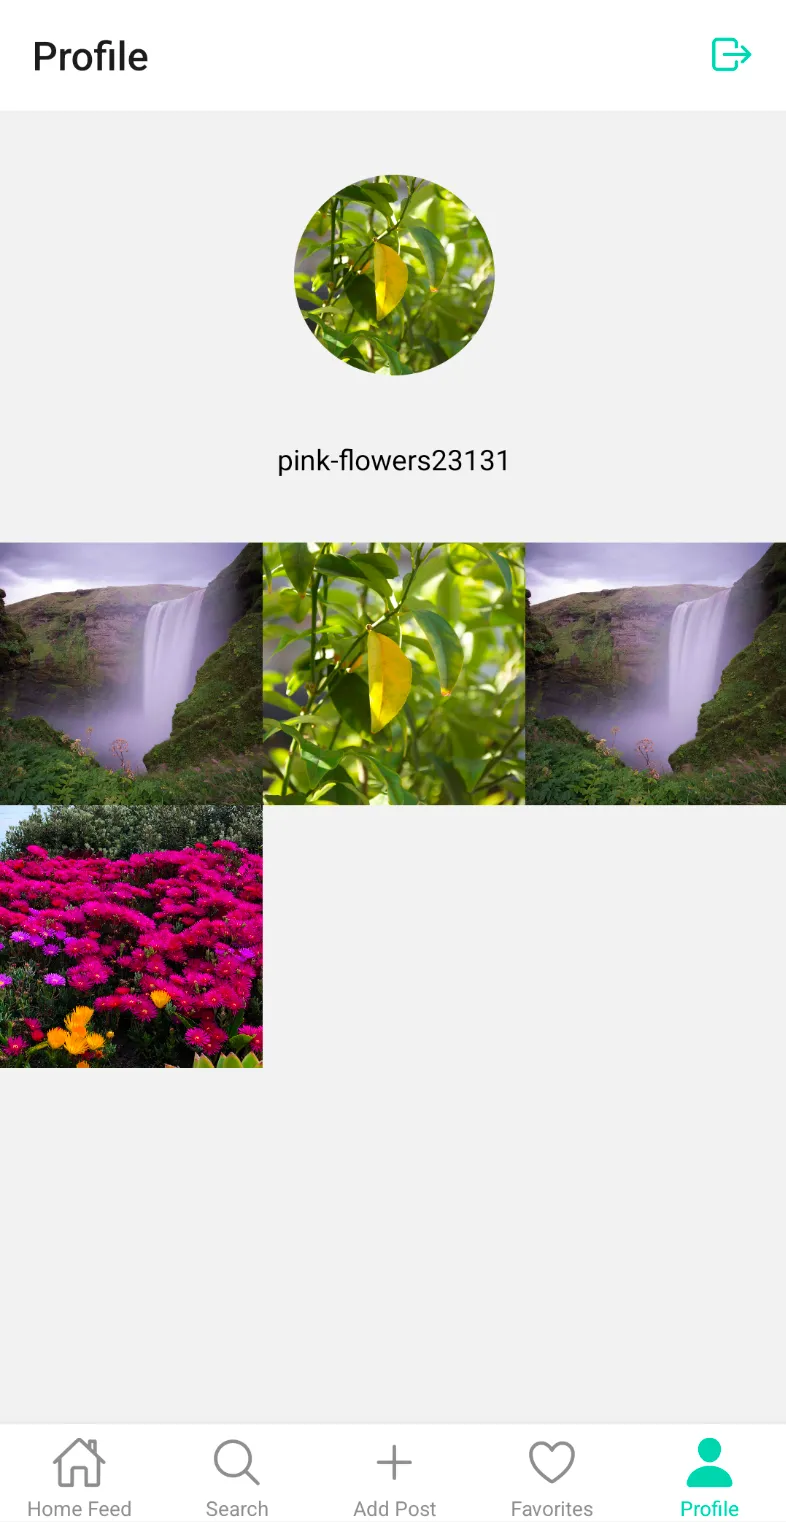 Profile
pink-flowers23131
Home Feed
Search
Add Post
Favorites
Profile